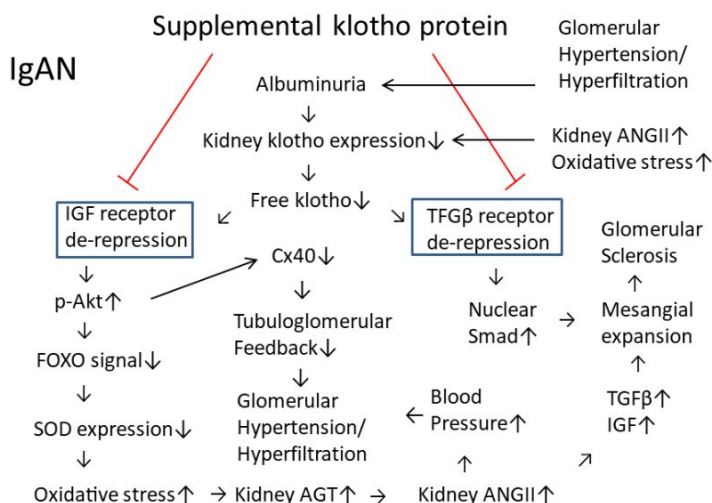 Supplemental klotho protein
IgAN
Glomerular
Hypertension/
Hyperfiltration
Albuminuria ←
↓
Kidney klotho expression↓ ←
Kidney ANGII↑
Oxidative stress↑
↓
Free klotho↓
↙ ↘
IGF receptor
de-repression
TFGβ receptor
de-repression
↓
p-Akt↑ →
↓
FOXO signal↓
↓
SOD expression↓
↓
Oxidative stress↑ → Kidney AGT↑ → Kidney ANGII↑
Cx40↓
↓
Tubuloglomerular
Feedback↓
↓
Glomerular
Hypertension/
Hyperfiltration
↓
Nuclear
Smad↑ →
↑
Blood
← Pressure↑
↗
TGFβ↑
IGF↑
↑
Mesangial
expansion
↑
Glomerular
Sclerosis